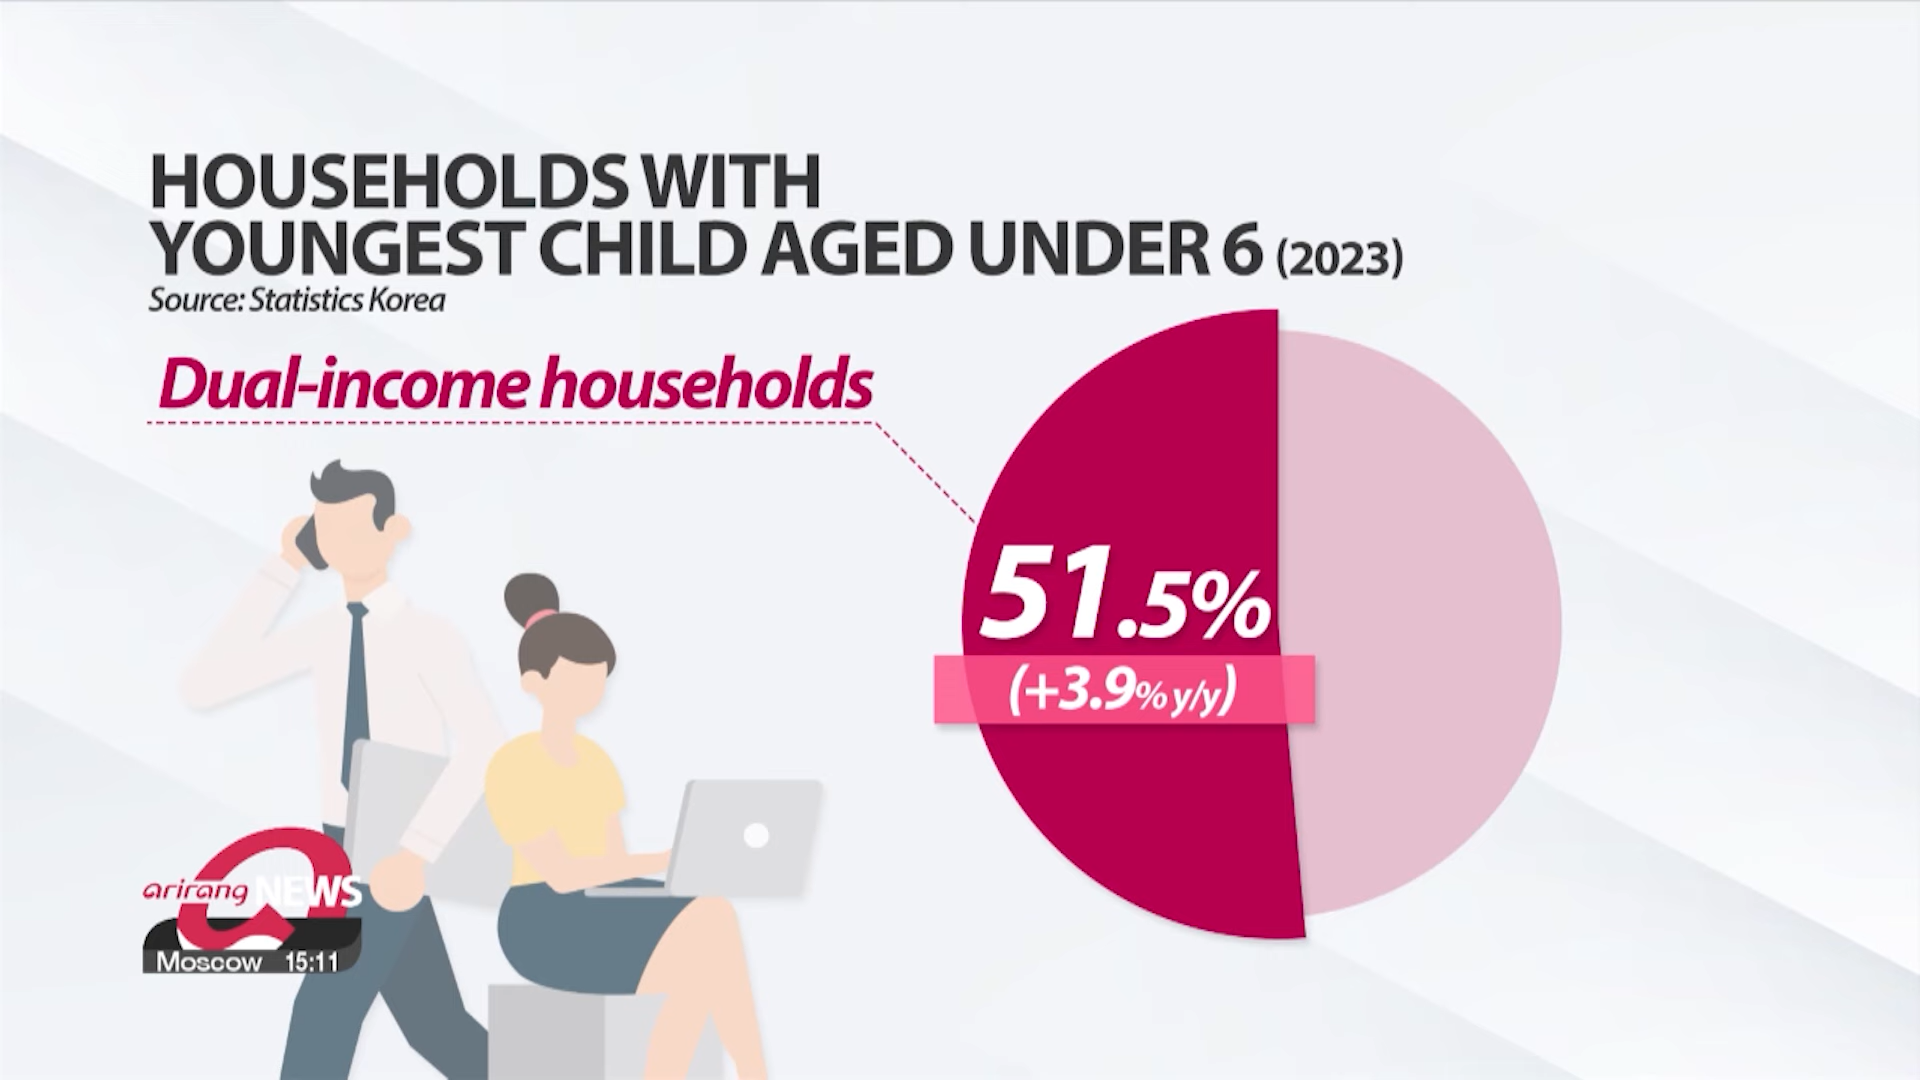 HOUSEHOLDS WITH
YOUNGEST CHILD AGED UNDER 6 (2023)
Source: Statistics Korea
Dual-income households
51.5%
(+3.9% y/y)
arirang NEWS
Moscow 15:11